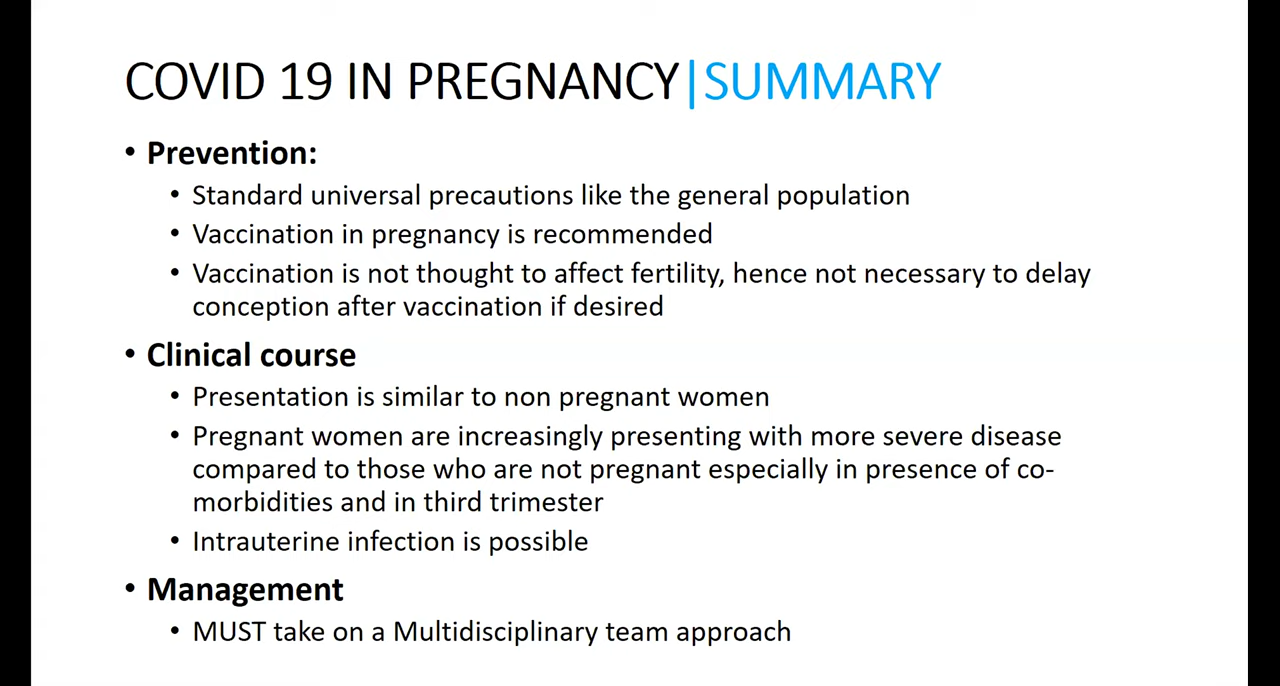 COVID 19 IN PREGNANCY|SUMMARY
• Prevention:
• Standard universal precautions like the general population
• Vaccination in pregnancy is recommended
• Vaccination is not thought to affect fertility, hence not necessary to delay
conception after vaccination if desired
• Clinical course
• Presentation is similar to non pregnant women
• Pregnant women are increasingly presenting with more severe disease
compared to those who are not pregnant especially in presence of co-
morbidities and in third trimester
• Intrauterine infection is possible
• Management
• MUST take on a Multidisciplinary team approach